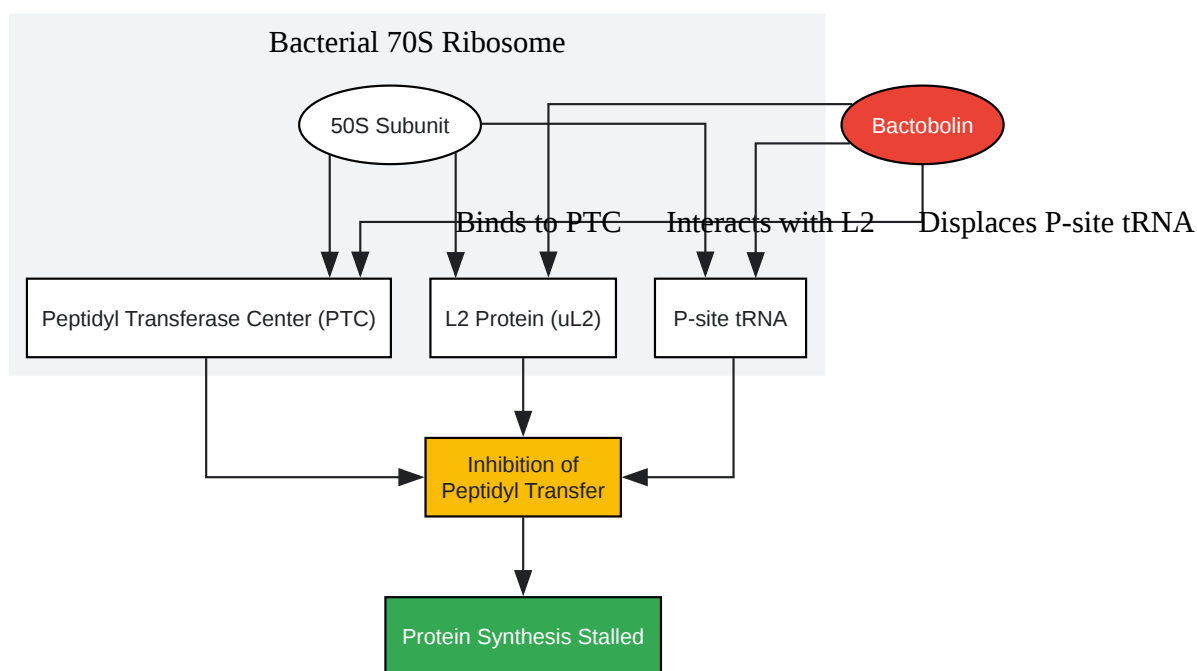 Bacterial 70S Ribosome
50S Subunit
Bactobolin
Binds to PTC
Interacts with L2
Displaces P-site tRNA
Peptidyl Transferase Center (PTC)
L2 Protein (uL2)
P-site tRNA
Inhibition of
Peptidyl Transfer
Protein Synthesis Stalled